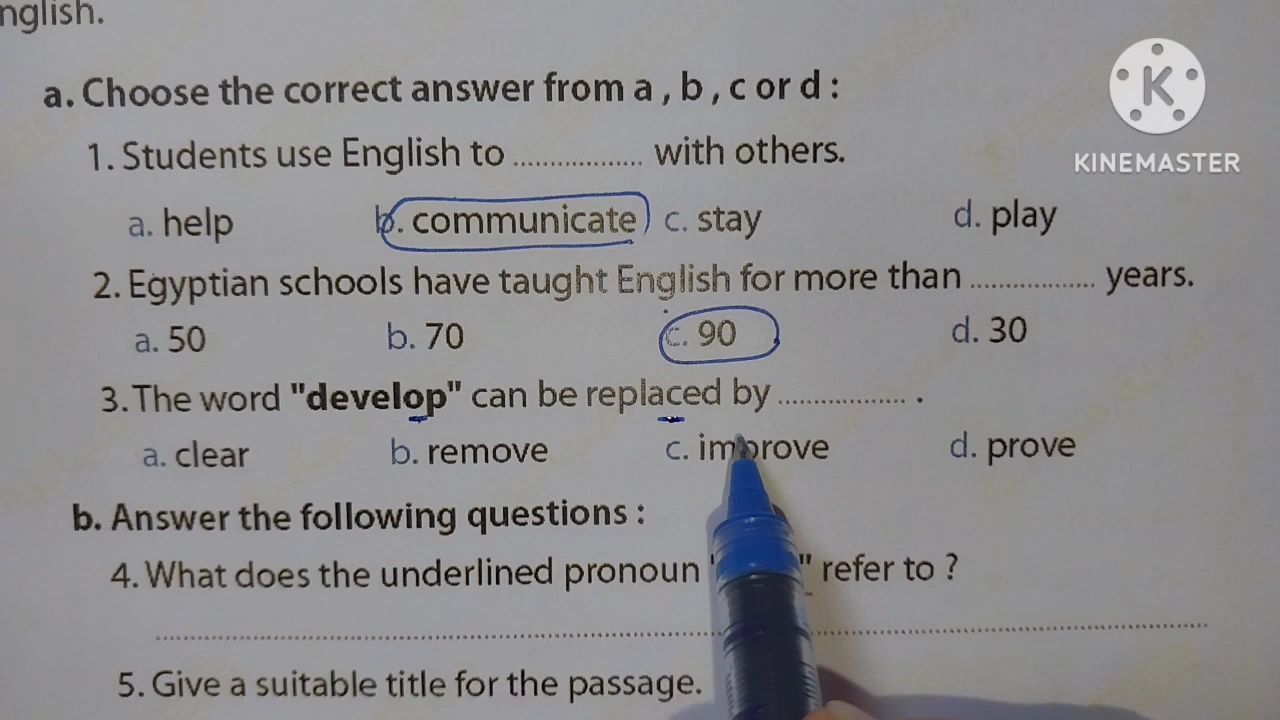 nglish.
a. Choose the correct answer from a , b , c or d :
K
KINEMASTER
1. Students use English to .................. with others.
a. help b. communicate c. stay d. play
2. Egyptian schools have taught English for more than .................. years.
a. 50 b. 70 c. 90 d. 30
3. The word "develop" can be replaced by .................. .
a. clear b. remove c. improve d. prove
b. Answer the following questions :
4. What does the underlined pronoun " " refer to ?
5. Give a suitable title for the passage.